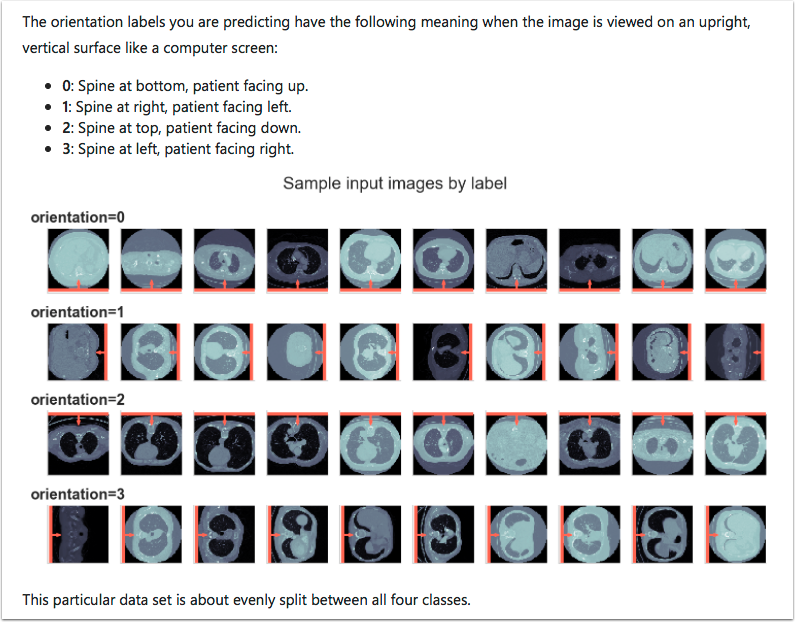 The orientation labels you are predicting have the following meaning when the image is viewed on an upright,
vertical surface like a computer screen:
• 0: Spine at bottom, patient facing up.
• 1: Spine at right, patient facing left.
• 2: Spine at top, patient facing down.
• 3: Spine at left, patient facing right.
Sample input images by label
orientation=0
orientation=1
orientation=2
orientation=3
This particular data set is about evenly split between all four classes.